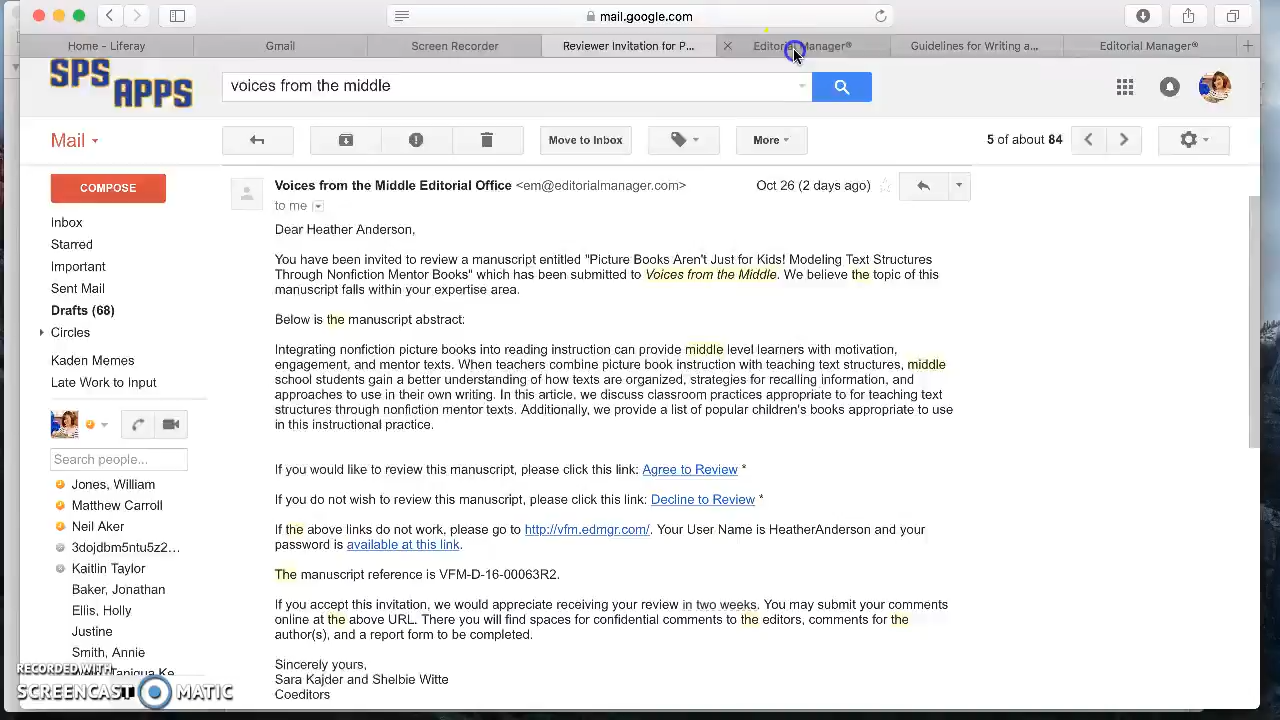 mail.google.com
Home - Liferay
Gmail
Screen Recorder
Reviewer Invitation for P...
Editorial Manager®
Guidelines for Writing a...
Editorial Manager®
SPS
APPS
voices from the middle
Mail
Move to Inbox
More
5 of about 84
COMPOSE
Inbox
Starred
Important
Sent Mail
Drafts (68)
Circles
Kaden Memes
Late Work to Input
Search people...
Jones, William
Matthew Carroll
Neil Aker
3dojdbm5ntu5z2...
Kaitlin Taylor
Baker, Jonathan
Ellis, Holly
Justine
Smith, Annie
Voices from the Middle Editorial Office <em@editorialmanager.com>
Oct 26 (2 days ago)
to me
Dear Heather Anderson,
You have been invited to review a manuscript entitled "Picture Books Aren't Just for Kids! Modeling Text Structures
Through Nonfiction Mentor Books" which has been submitted to Voices from the Middle. We believe the topic of this
manuscript falls within your expertise area.
Below is the manuscript abstract:
Integrating nonfiction picture books into reading instruction can provide middle level learners with motivation,
engagement, and mentor texts. When teachers combine picture book instruction with teaching text structures, middle
school students gain a better understanding of how texts are organized, strategies for recalling information, and
approaches to use in their own writing. In this article, we discuss classroom practices appropriate to for teaching text
structures through nonfiction mentor texts. Additionally, we provide a list of popular children's books appropriate to use
in this instructional practice.
If you would like to review this manuscript, please click this link: Agree to Review *
If you do not wish to review this manuscript, please click this link: Decline to Review *
If the above links do not work, please go to http://vfm.edmgr.com/. Your User Name is HeatherAnderson and your
password is available at this link.
The manuscript reference is VFM-D-16-00063R2.
If you accept this invitation, we would appreciate receiving your review in two weeks. You may submit your comments
online at the above URL. There you will find spaces for confidential comments to the editors, comments for the
author(s), and a report form to be completed.
Sincerely yours,
Sara Kajder and Shelbie Witte
Coeditors
RECORDED WITH
SCREENCAST MATIC